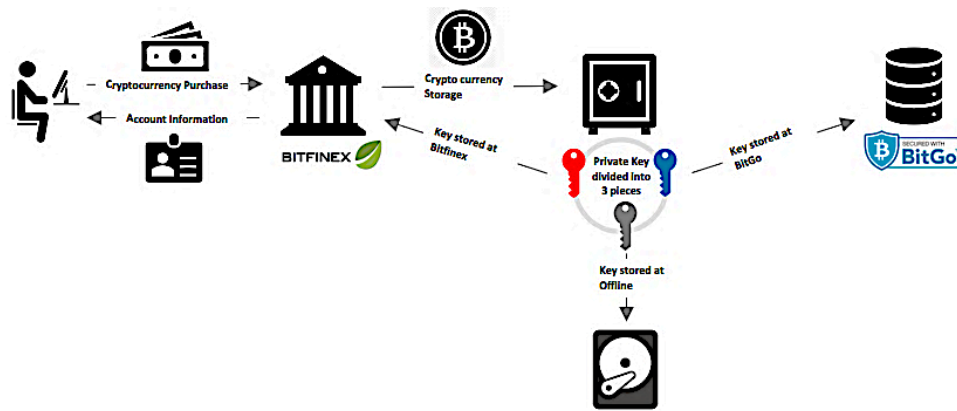 Cryptocurrency Purchase
Account Information
BITFINEX
Crypto currency
Storage
Key stored at
Bitfinex
Private Key
divided into
3 pieces
Key stored at
BitGo
SECURED WITH
BitGo
Key stored at
Offline